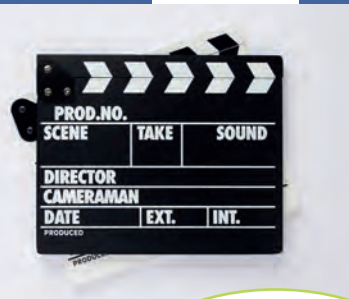 PROD.NO.
SCENE TAKE SOUND
DIRECTOR
CAMERAMAN
DATE EXT. INT.
PRODUCED